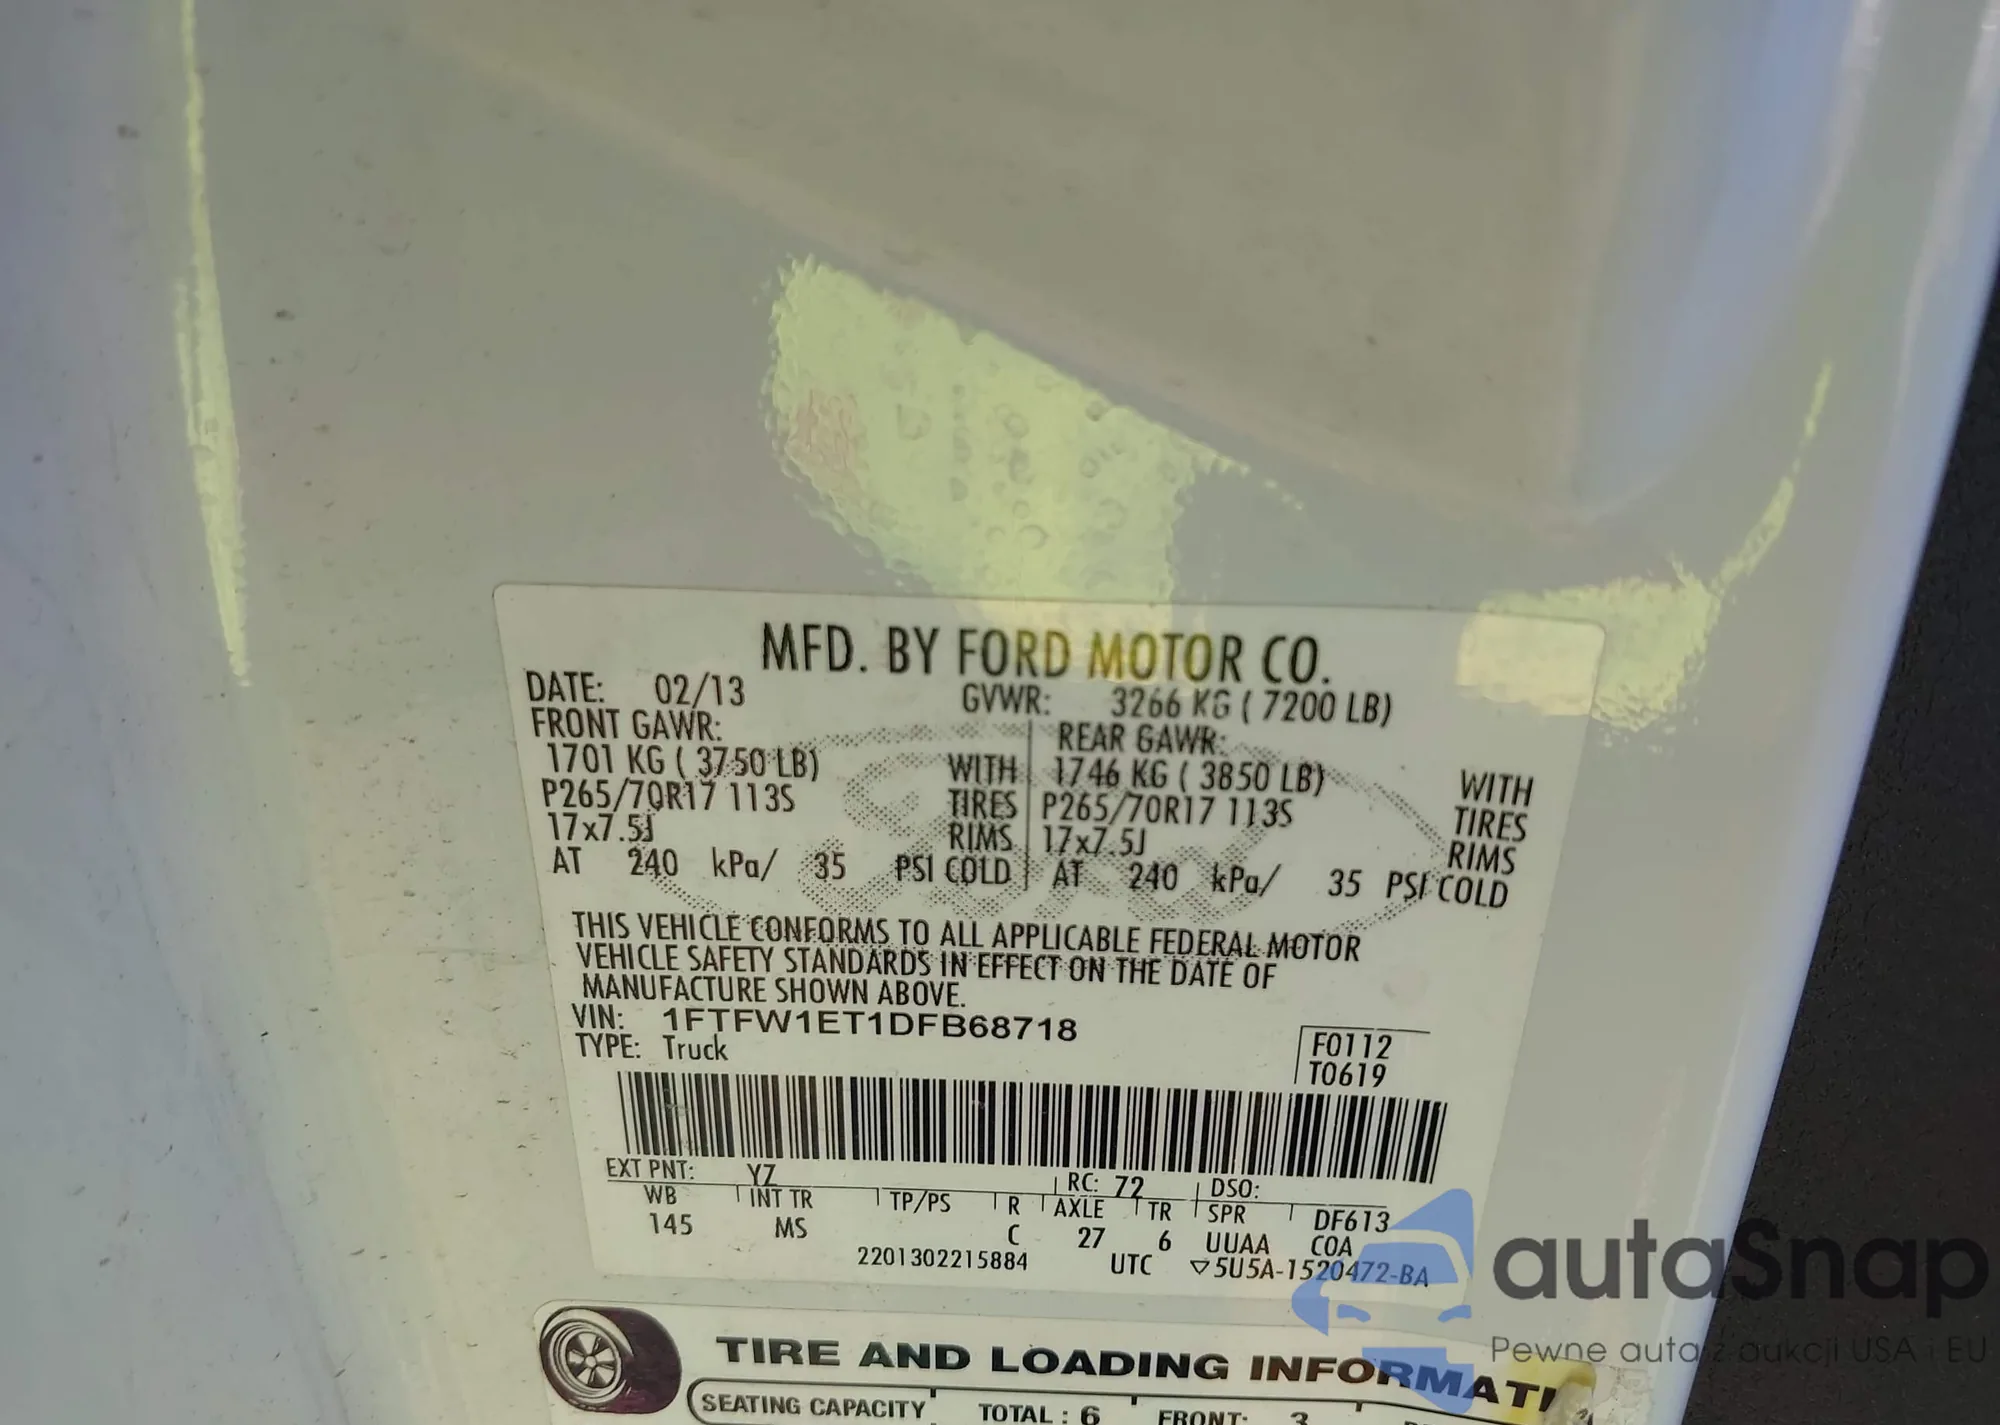 MFD. BY FORD MOTOR CO.
DATE: 02/13 GVWR: 3266 KG ( 7200 LB)
FRONT GAWR: REAR GAWR:
1701 KG ( 3750 LB) WITH 1746 KG ( 3850 LB) WITH
P265/70R17 113S TIRES P265/70R17 113S TIRES
17x7.5J RIMS 17x7.5J RIMS
AT 240 kPa/ 35 PSI COLD AT 240 kPa/ 35 PSI COLD
THIS VEHICLE CONFORMS TO ALL APPLICABLE FEDERAL MOTOR
VEHICLE SAFETY STANDARDS IN EFFECT ON THE DATE OF
MANUFACTURE SHOWN ABOVE.
VIN: 1FTFW1ET1DFB68718
TYPE: Truck
F0112
T0619
EXT PNT: YZ RC: 72 DSO:
WB INT TR TP/PS R AXLE TR SPR DF613
145 MS C 27 6 UUAA COA
2201302215884 UTC ▽5U5A-1520472-BA
TIRE AND LOADING INFORMATI
SEATING CAPACITY TOTAL : 6 FRONT: 3
autoSnap
Pewne auta z aukcji USA i EU